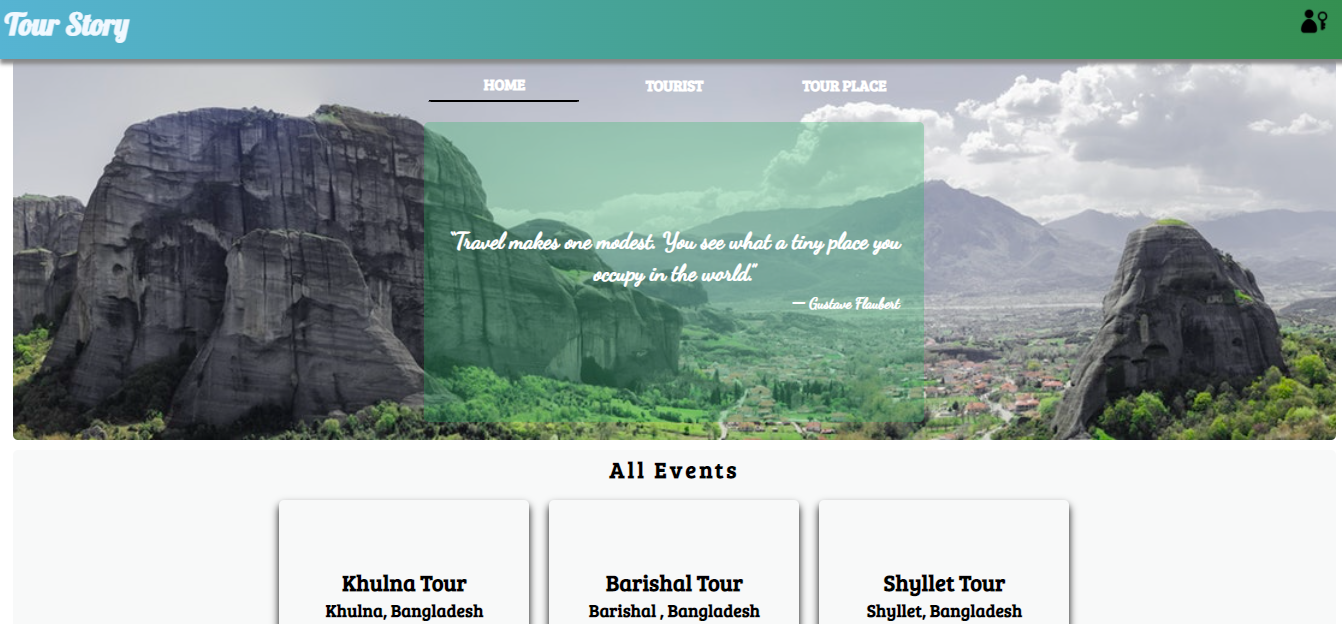 Tour Story
HOME TOURIST TOUR PLACE
"Travel makes one modest. You see what a tiny place you
occupy in the world."
— Gustave Flaubert
All Events
Khulna Tour
Khulna, Bangladesh
Barishal Tour
Barishal , Bangladesh
Shyllet Tour
Shyllet, Bangladesh